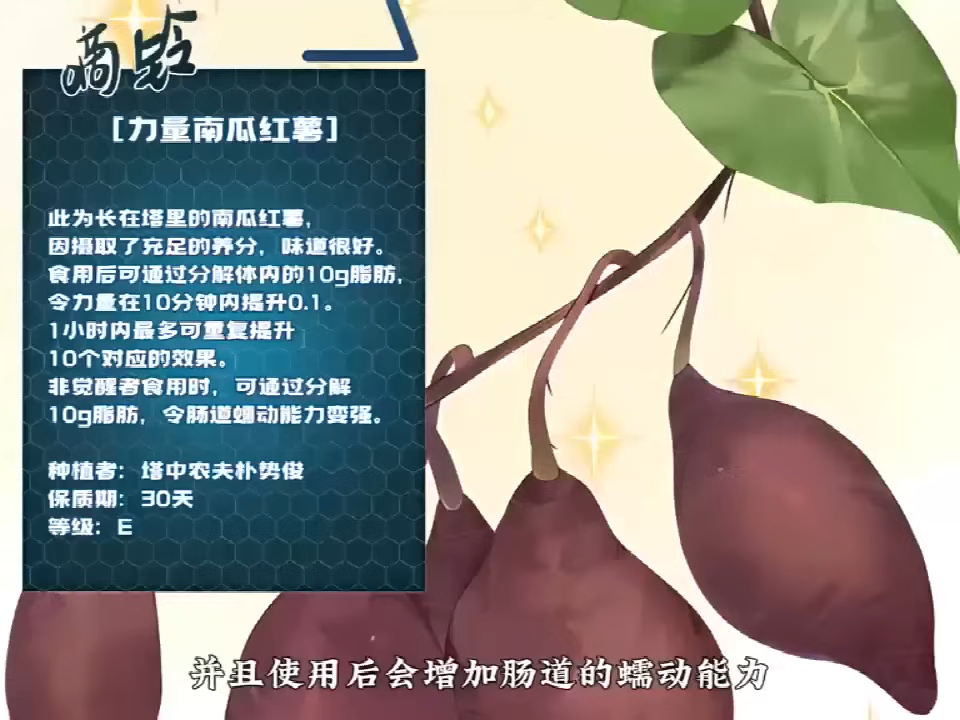 [力量南瓜红薯]
此为长在塔里的南瓜红薯，
因摄取了充足的养分，味道很好。
食用后可通过分解体内的10g脂肪，
令力量在10分钟内提升0.1。
1小时内最多可重复提升
10个对应的效果。
非觉醒者食用时，可通过分解
10g脂肪，令肠道蠕动能力变强。
种植者：塔中农夫朴势俊
保质期：30天
等级：E
并且使用后会增加肠道的蠕动能力